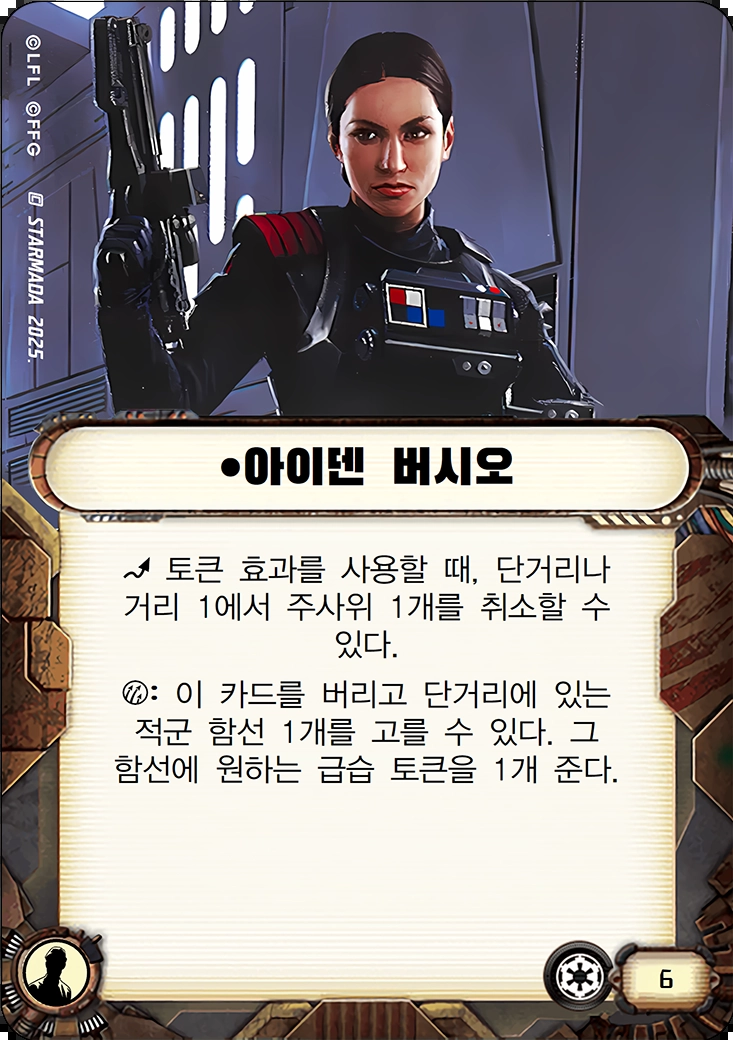 ©LFL ©FFG
© STARMADA 2025.
•아이덴 버시오
토큰 효과를 사용할 때, 단거리나
거리 1에서 주사위 1개를 취소할 수
있다.
: 이 카드를 버리고 단거리에 있는
적군 함선 1개를 고를 수 있다. 그
함선에 원하는 급습 토큰을 1개 준다.
6